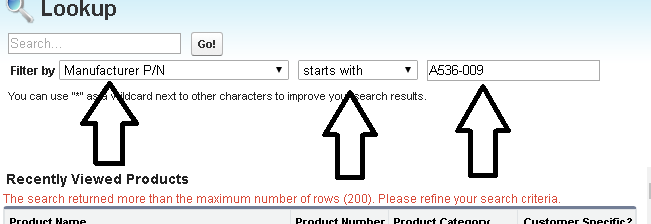 Lookup
Search... Go!
Filter by Manufacturer P/N starts with A536-009
You can use "*" as a wildcard next to other characters to improve your search results.
Recently Viewed Products
The search returned more than the maximum number of rows (200). Please refine your search criteria.
Product Name Product Number Product Category Customer Specific?